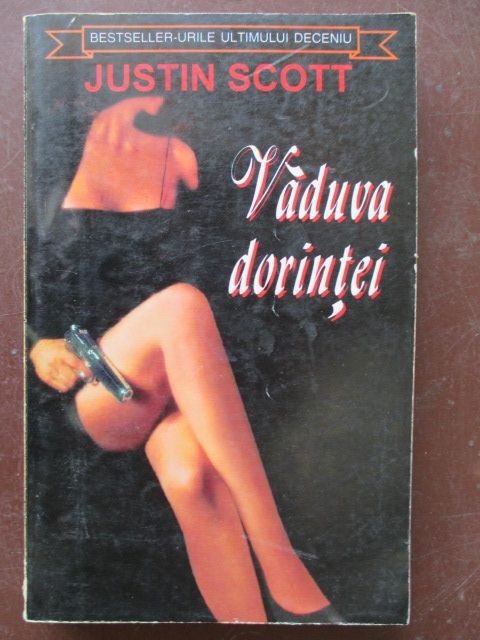 BESTSELLER-URILE ULTIMULUI DECENIU
JUSTIN SCOTT
Văduva
dorinței